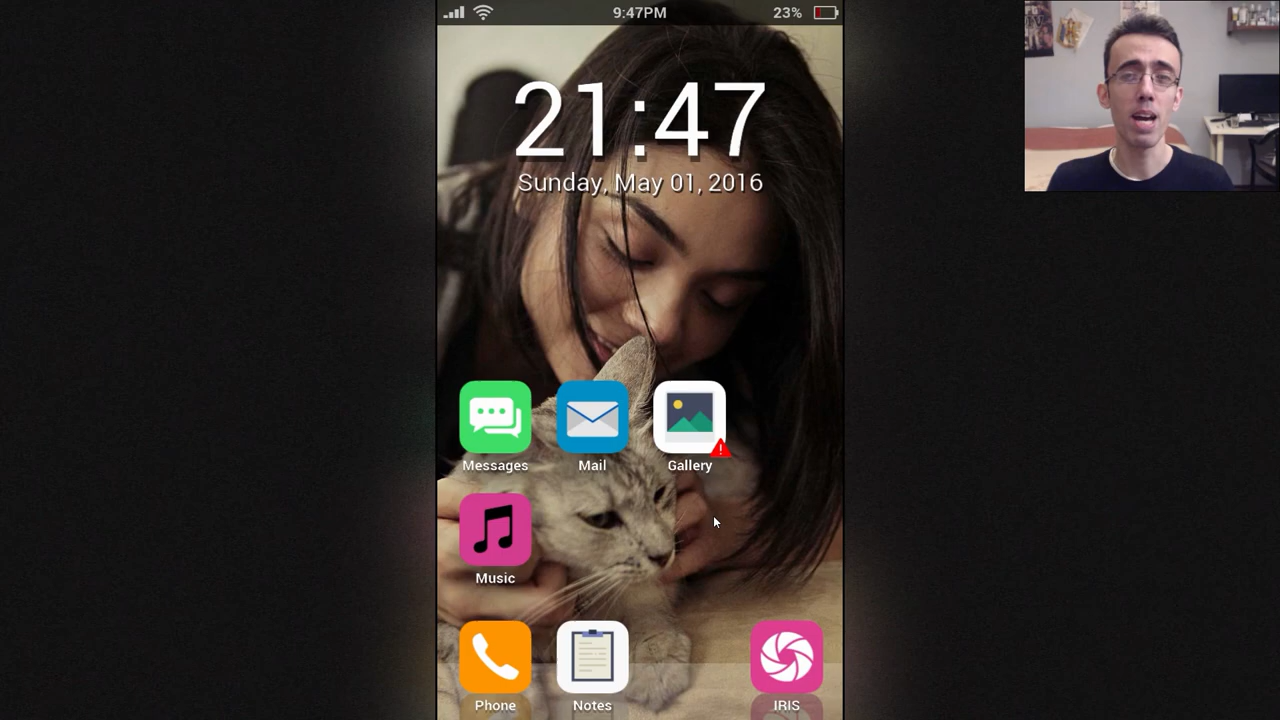 9:47PM
23%
21:47
Sunday, May 01, 2016
Messages
Mail
Gallery
Music
Phone
Notes
IRIS